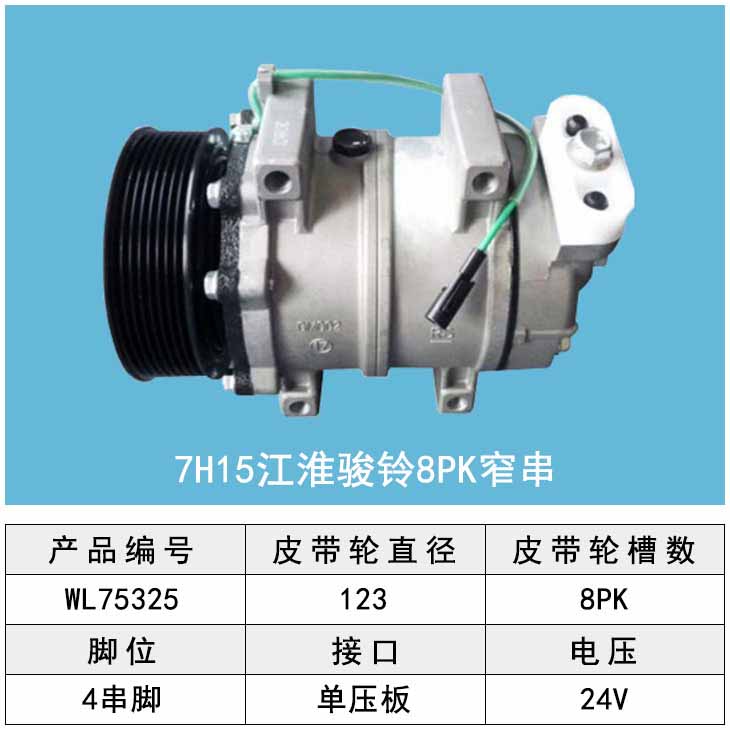 7H15江淮骏铃8PK窄串
产品编号 皮带轮直径 皮带轮槽数
WL75325 123 8PK
脚位 接口 电压
4串脚 单压板 24V